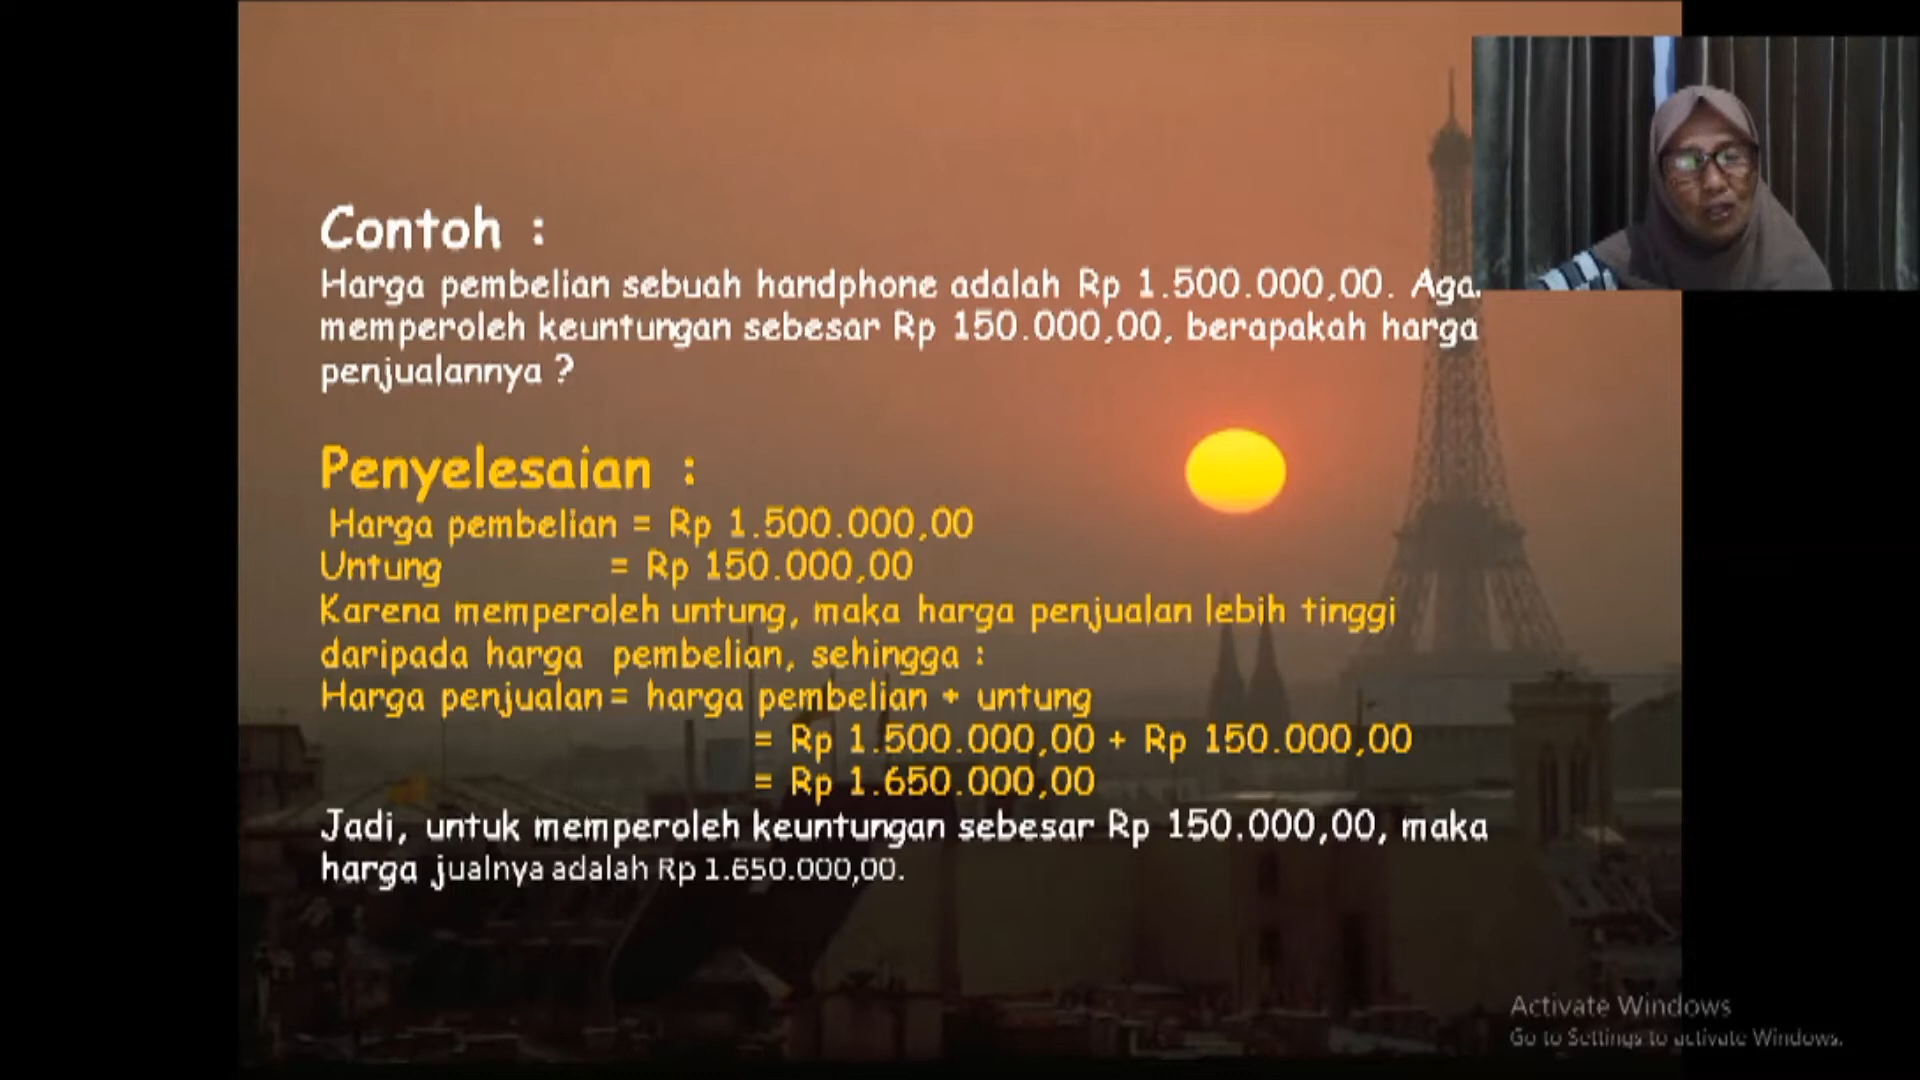 Contoh :
Harga pembelian sebuah handphone adalah Rp 1.500.000,00. Aga
memperoleh keuntungan sebesar Rp 150.000,00, berapakah harga
penjualannya ?
Penyelesaian :
Harga pembelian = Rp 1.500.000,00
Untung = Rp 150.000,00
Karena memperoleh untung, maka harga penjualan lebih tinggi
daripada harga pembelian, sehingga :
Harga penjualan = harga pembelian + untung
= Rp 1.500.000,00 + Rp 150.000,00
= Rp 1.650.000,00
Jadi, untuk memperoleh keuntungan sebesar Rp 150.000,00, maka
harga jualnya adalah Rp 1.650.000,00.
Activate Windows
Go to Settings to activate Windows.